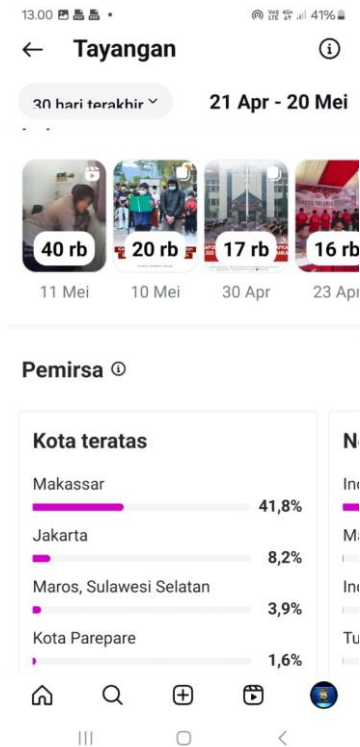 13.00 41%
Tayangan
30 hari terakhir 21 Apr - 20 Mei
40 rb 20 rb 17 rb 16 rb
11 Mei 10 Mei 30 Apr 23 Apr
Pemirsa
Kota teratas
Makassar
41,8%
Jakarta
8,2%
Maros, Sulawesi Selatan
3,9%
Kota Parepare
1,6%